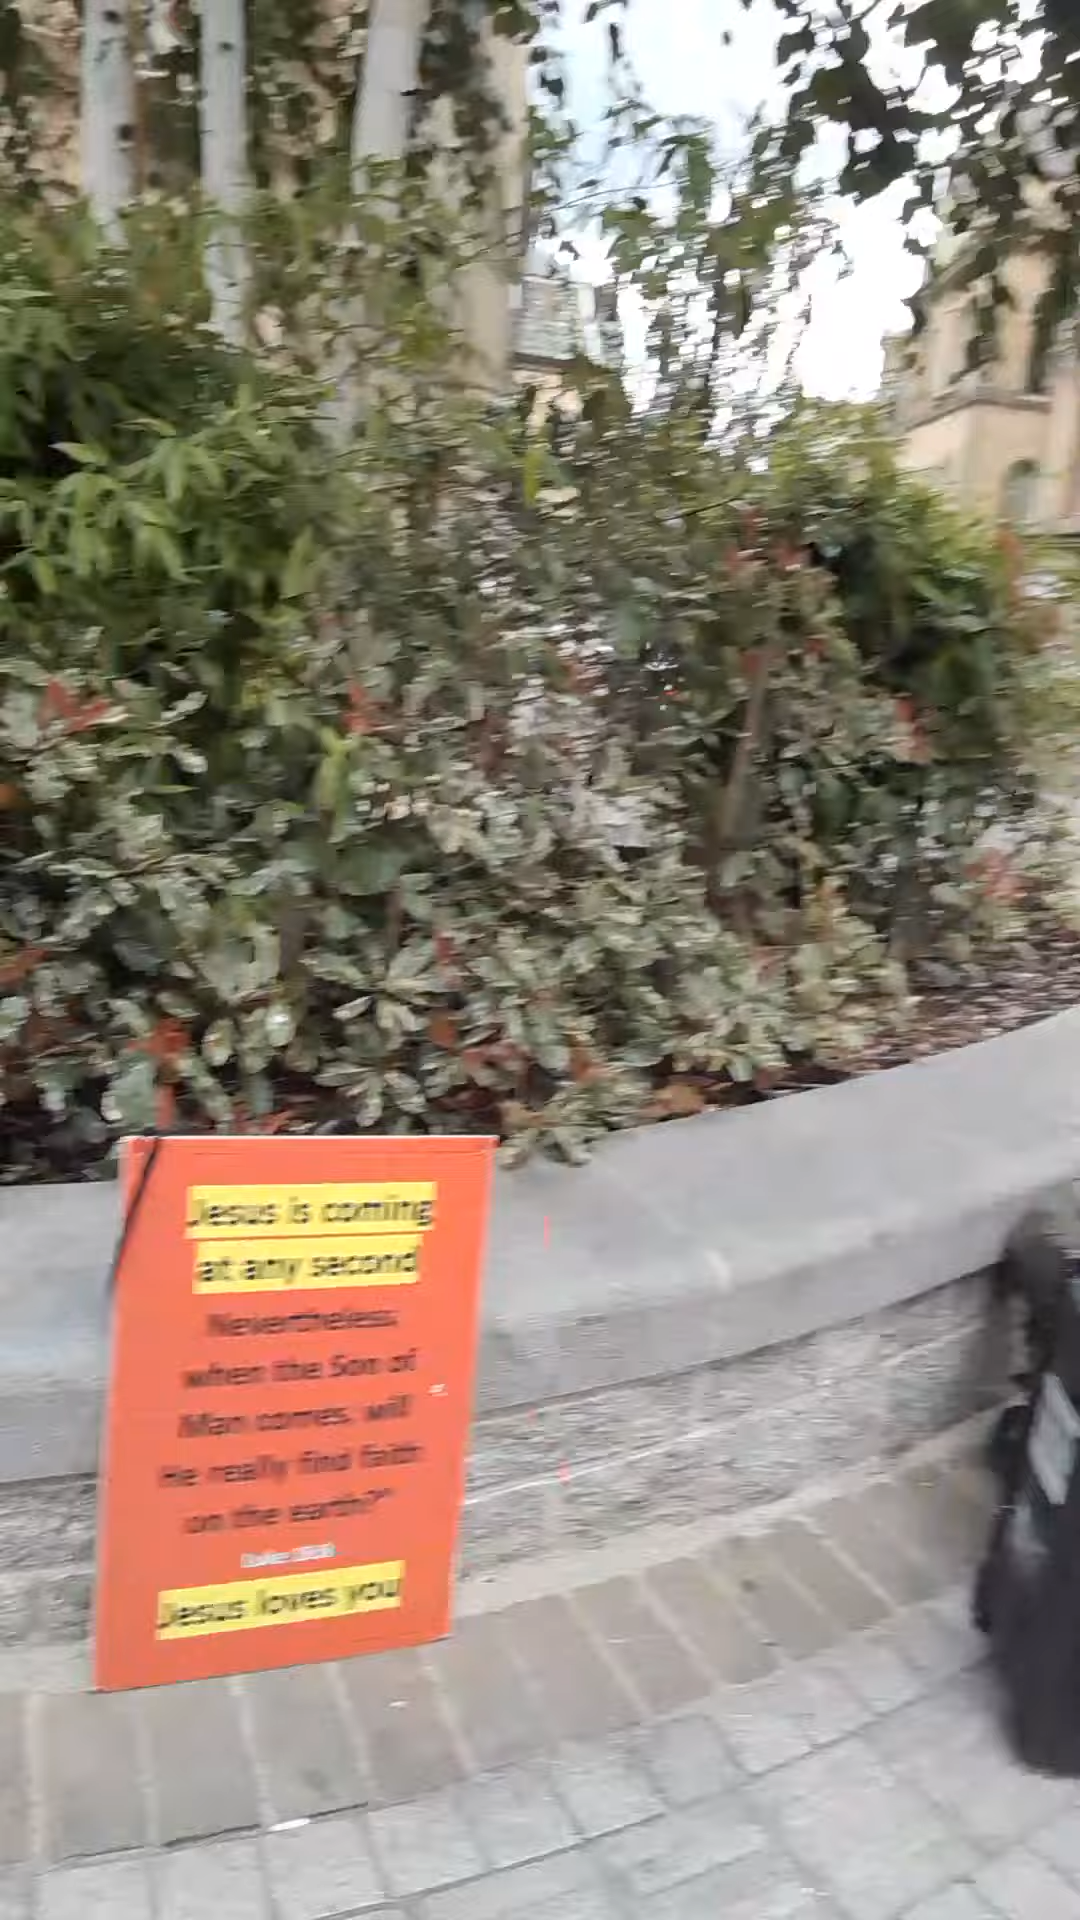 Jesus is coming
at any second
Nevertheless
when the Son of
Man comes, will
He really find faith
on the earth?"
Jesus loves you